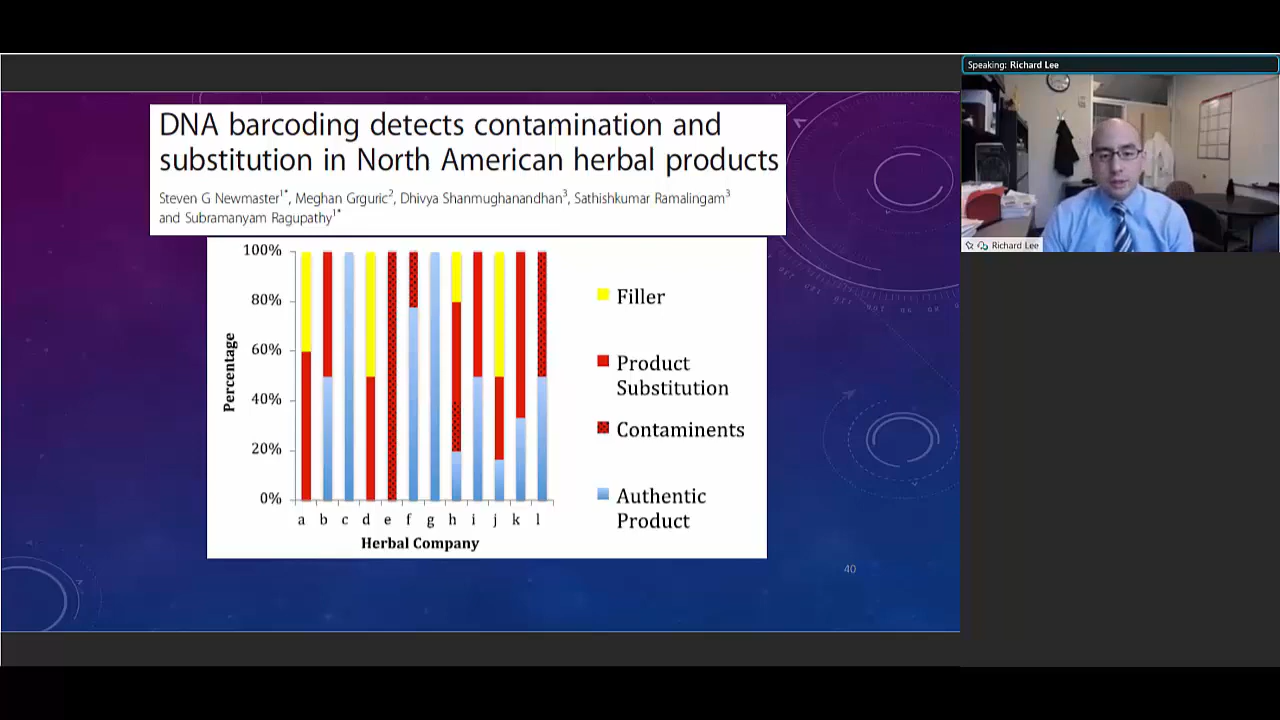 Speaking: Richard Lee
DNA barcoding detects contamination and
substitution in North American herbal products
Steven G Newmaster1*, Meghan Grguric2, Dhivya Shanmughanandhan3, Sathishkumar Ramalingam3
and Subramanyam Ragupathy1*
100%
80%
60%
40%
20%
0%
Percentage
a b c d e f g h i j k l
Herbal Company
Filler
Product
Substitution
Contaminents
Authentic
Product
40
Richard Lee